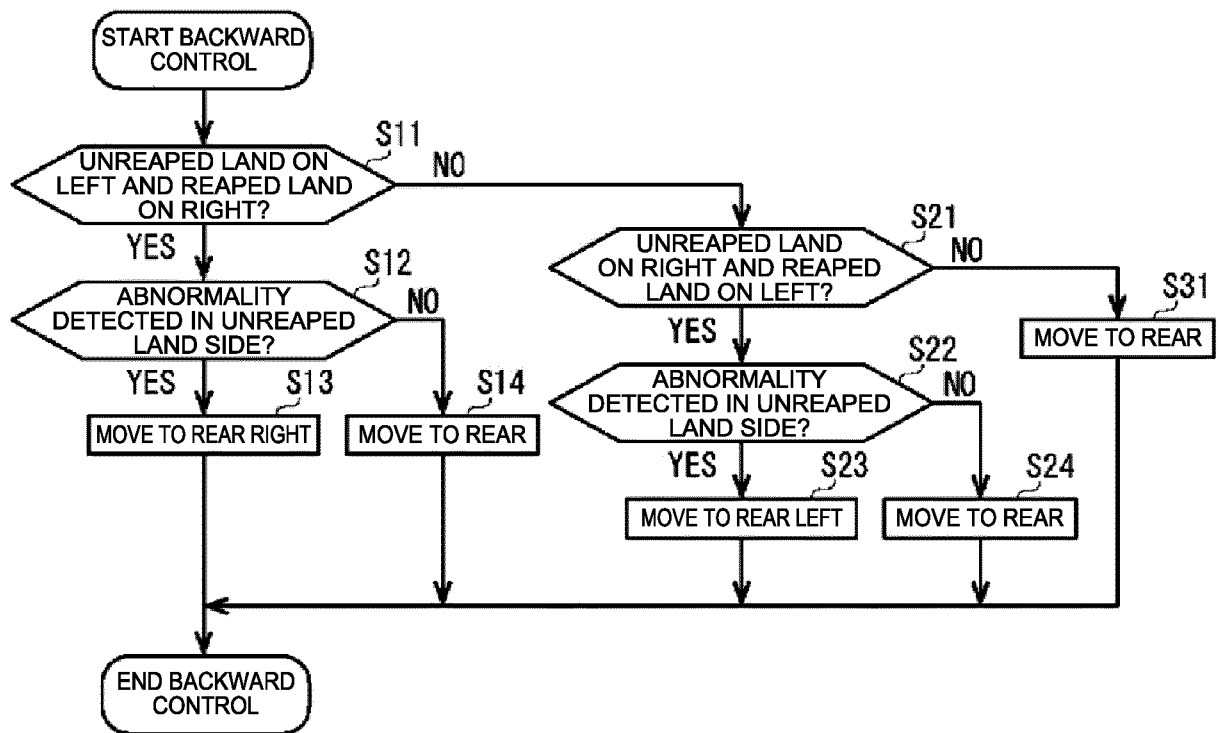 START BACKWARD
CONTROL
S11
UNREAPED LAND ON
LEFT AND REAPED LAND
ON RIGHT?
NO
YES
S12
ABNORMALITY
DETECTED IN UNREAPED
LAND SIDE?
NO
YES
S13
MOVE TO REAR RIGHT
S14
MOVE TO REAR
S21
UNREAPED LAND
ON RIGHT AND REAPED
LAND ON LEFT?
NO
YES
S22
ABNORMALITY
DETECTED IN UNREAPED
LAND SIDE?
NO
YES
S23
MOVE TO REAR LEFT
S24
MOVE TO REAR
S31
MOVE TO REAR
END BACKWARD
CONTROL